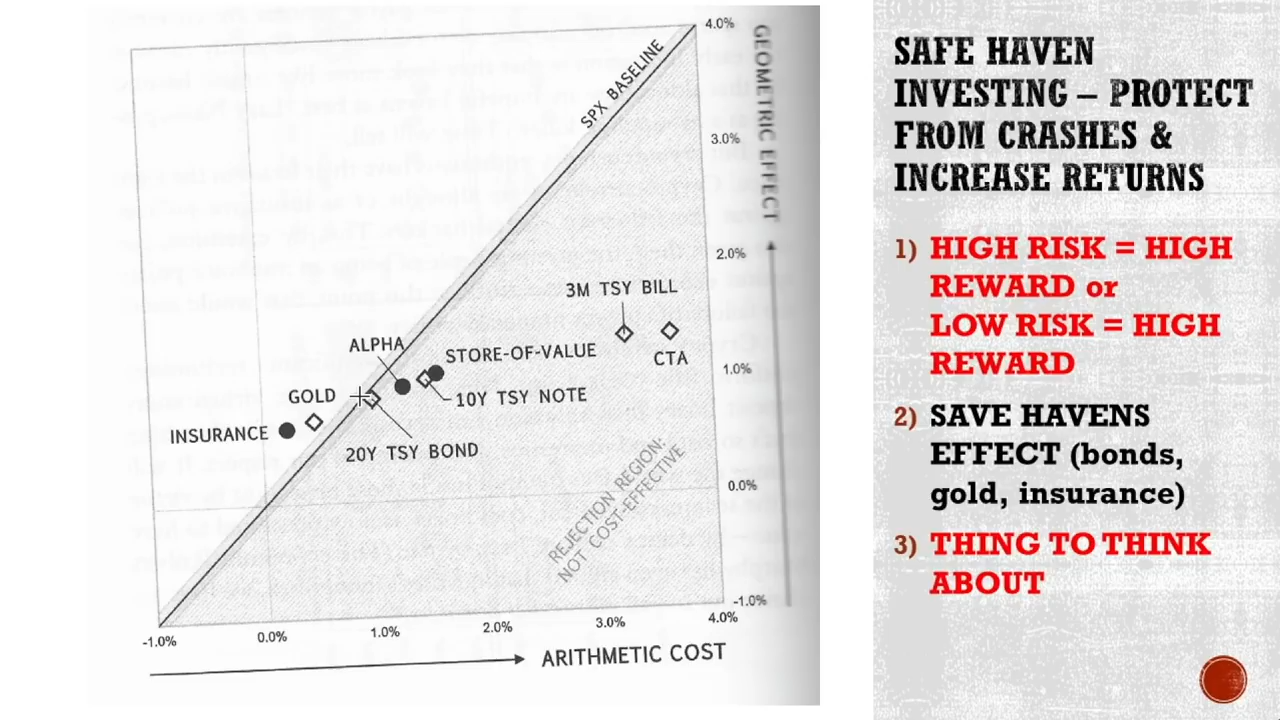 4.0%
GEOMETRIC EFFECT
SPX BASELINE
3.0%
2.0%
3M TSY BILL
ALPHA
STORE-OF-VALUE
CTA
1.0%
GOLD
10Y TSY NOTE
INSURANCE
20Y TSY BOND
REJECTION REGION:
NOT COST-EFFECTIVE
0.0%
-1.0%
-1.0%
0.0%
1.0%
2.0%
3.0%
4.0%
ARITHMETIC COST
SAFE HAVEN
INVESTING – PROTECT
FROM CRASHES &
INCREASE RETURNS
1) HIGH RISK = HIGH
REWARD or
LOW RISK = HIGH
REWARD
2) SAVE HAVENS
EFFECT (bonds,
gold, insurance)
3) THING TO THINK
ABOUT